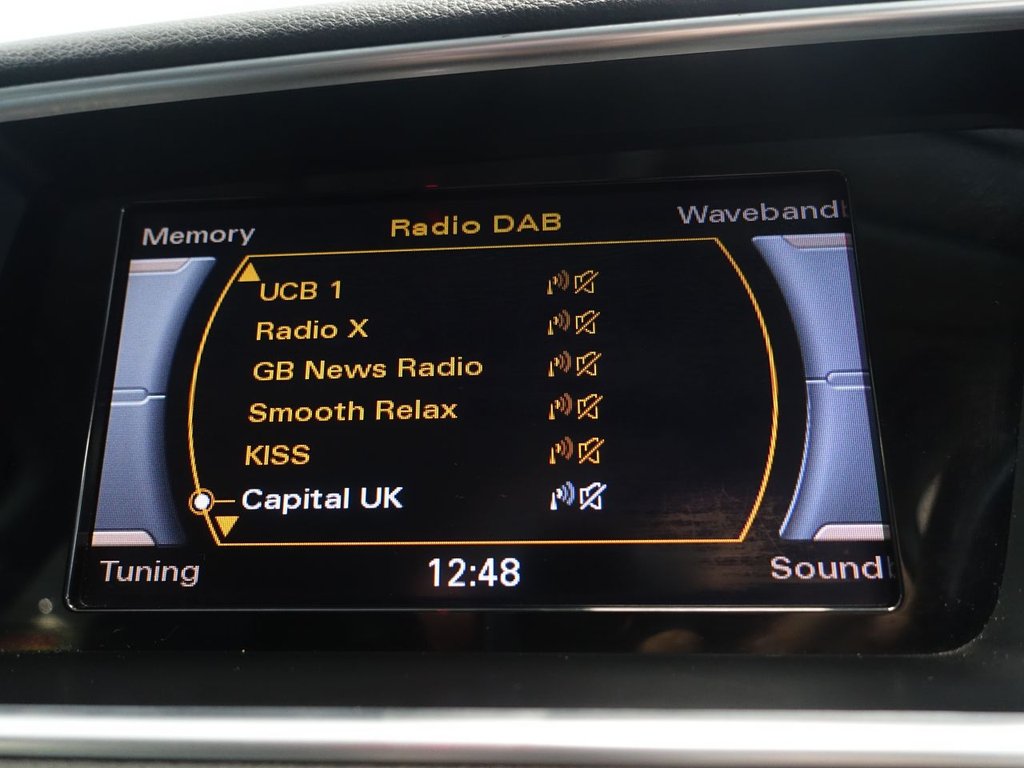 Memory
Radio DAB
Waveband
UCB 1
Radio X
GB News Radio
Smooth Relax
KISS
Capital UK
Tuning
12:48
Sound